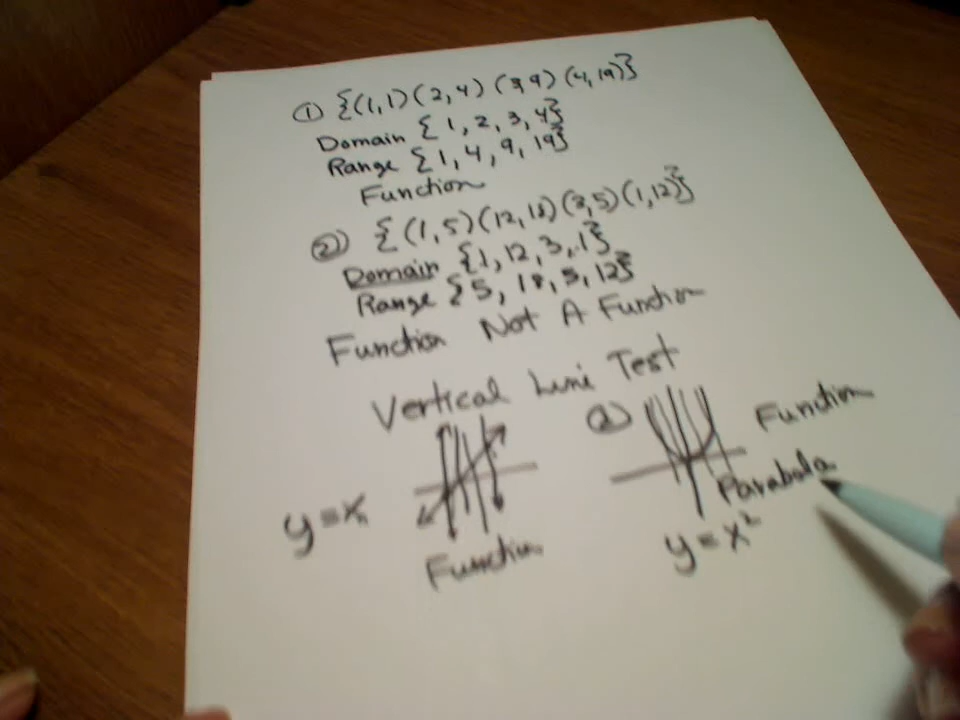 ① {(1,1)(2,4)(3,9)(4,19)}
Domain {1,2,3,4}
Range {1,4,9,19}
Function
② {(1,5)(12,18)(3,5)(1,12)}
Domain {1,12,3,1}
Range {5,18,5,12}
Function Not A Function
Vertical Line Test
y=x
Function
②
Function
Parabola
y=x²